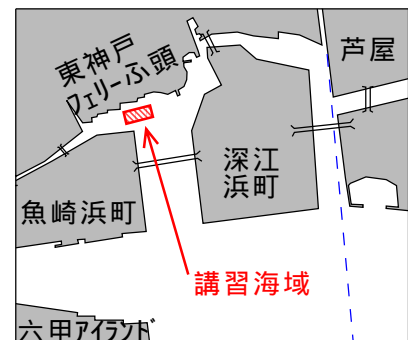 東神戸
フェリーふ頭
芦屋
深江
浜町
魚崎浜町
講習海域
六甲アイランド